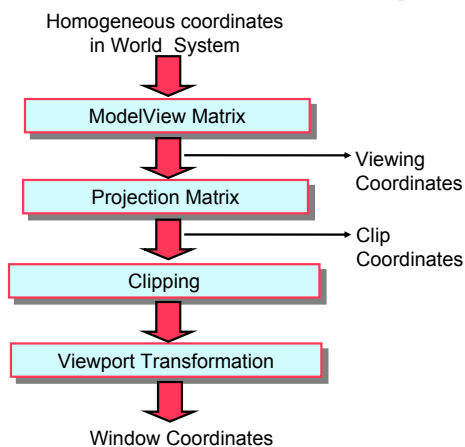 Homogeneous coordinates
in World System
ModelView Matrix
Viewing
Coordinates
Projection Matrix
Clip
Coordinates
Clipping
Viewport Transformation
Window Coordinates